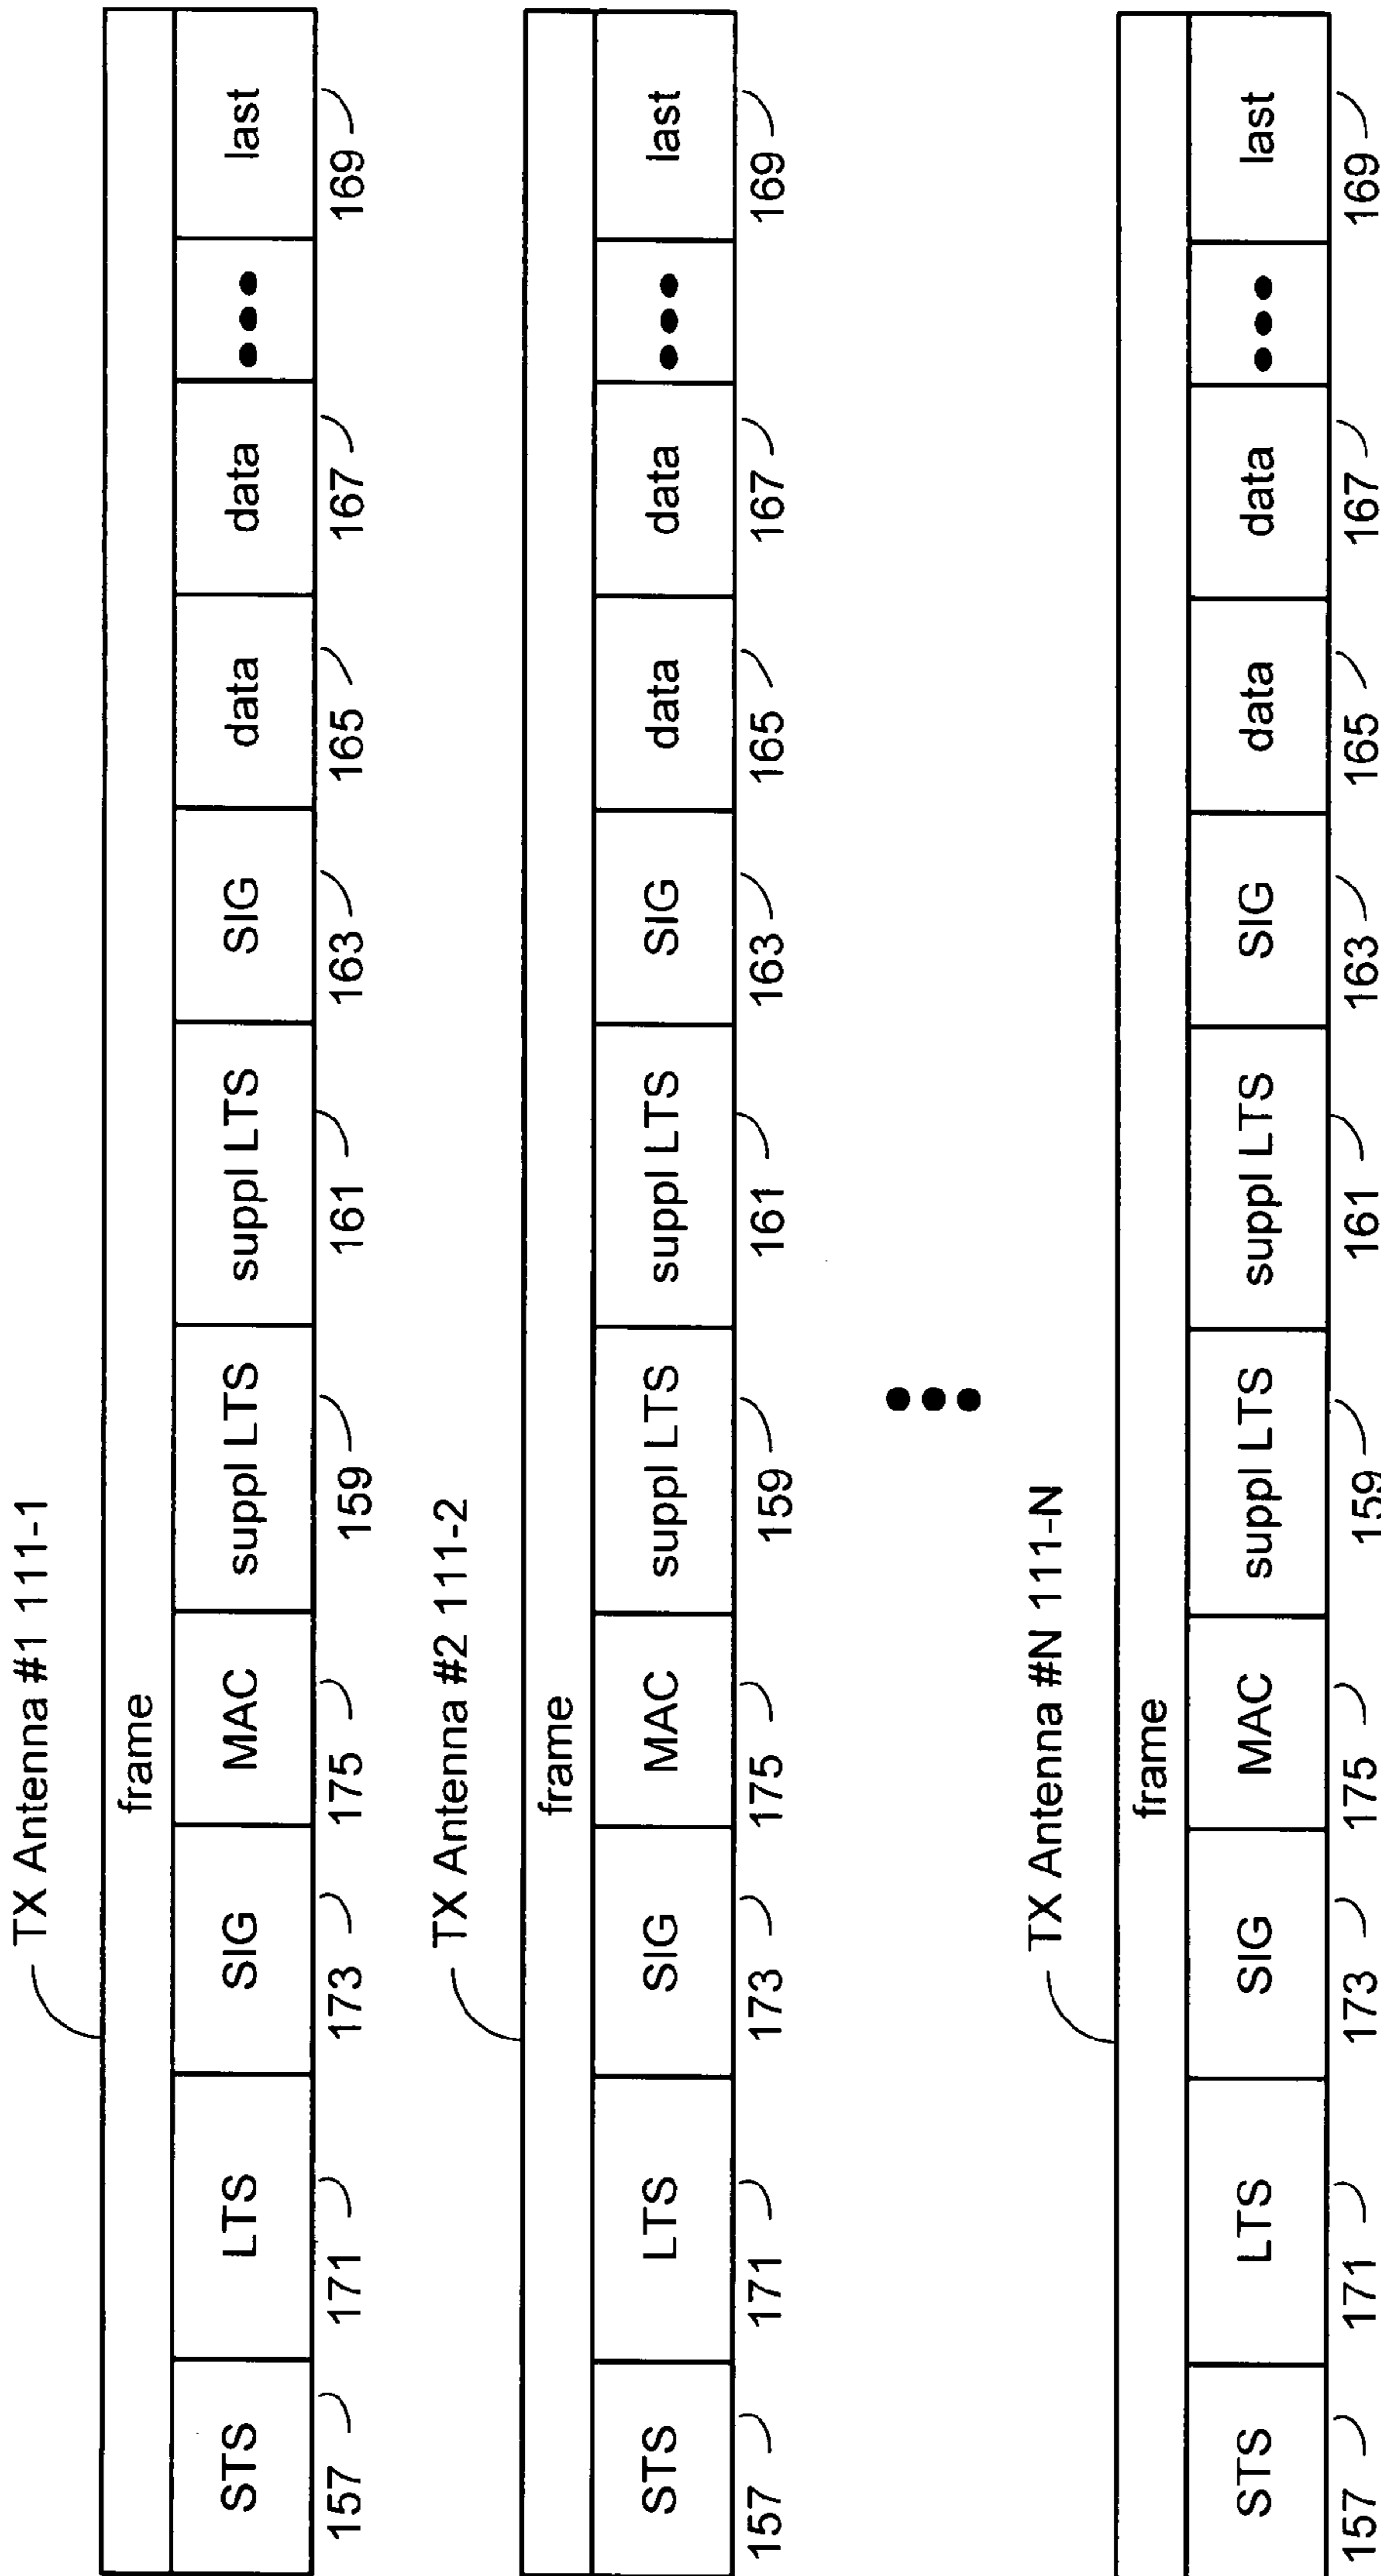 TX Antenna #1 111-1
frame
STS LTS SIG MAC suppl LTS suppl LTS SIG data data ••• last
157 171 173 175 159 161 163 165 167 169
TX Antenna #2 111-2
frame
STS LTS SIG MAC suppl LTS suppl LTS SIG data data ••• last
157 171 173 175 159 161 163 165 167 169
•••
TX Antenna #N 111-N
frame
STS LTS SIG MAC suppl LTS suppl LTS SIG data data ••• last
157 171 173 175 159 161 163 165 167 169